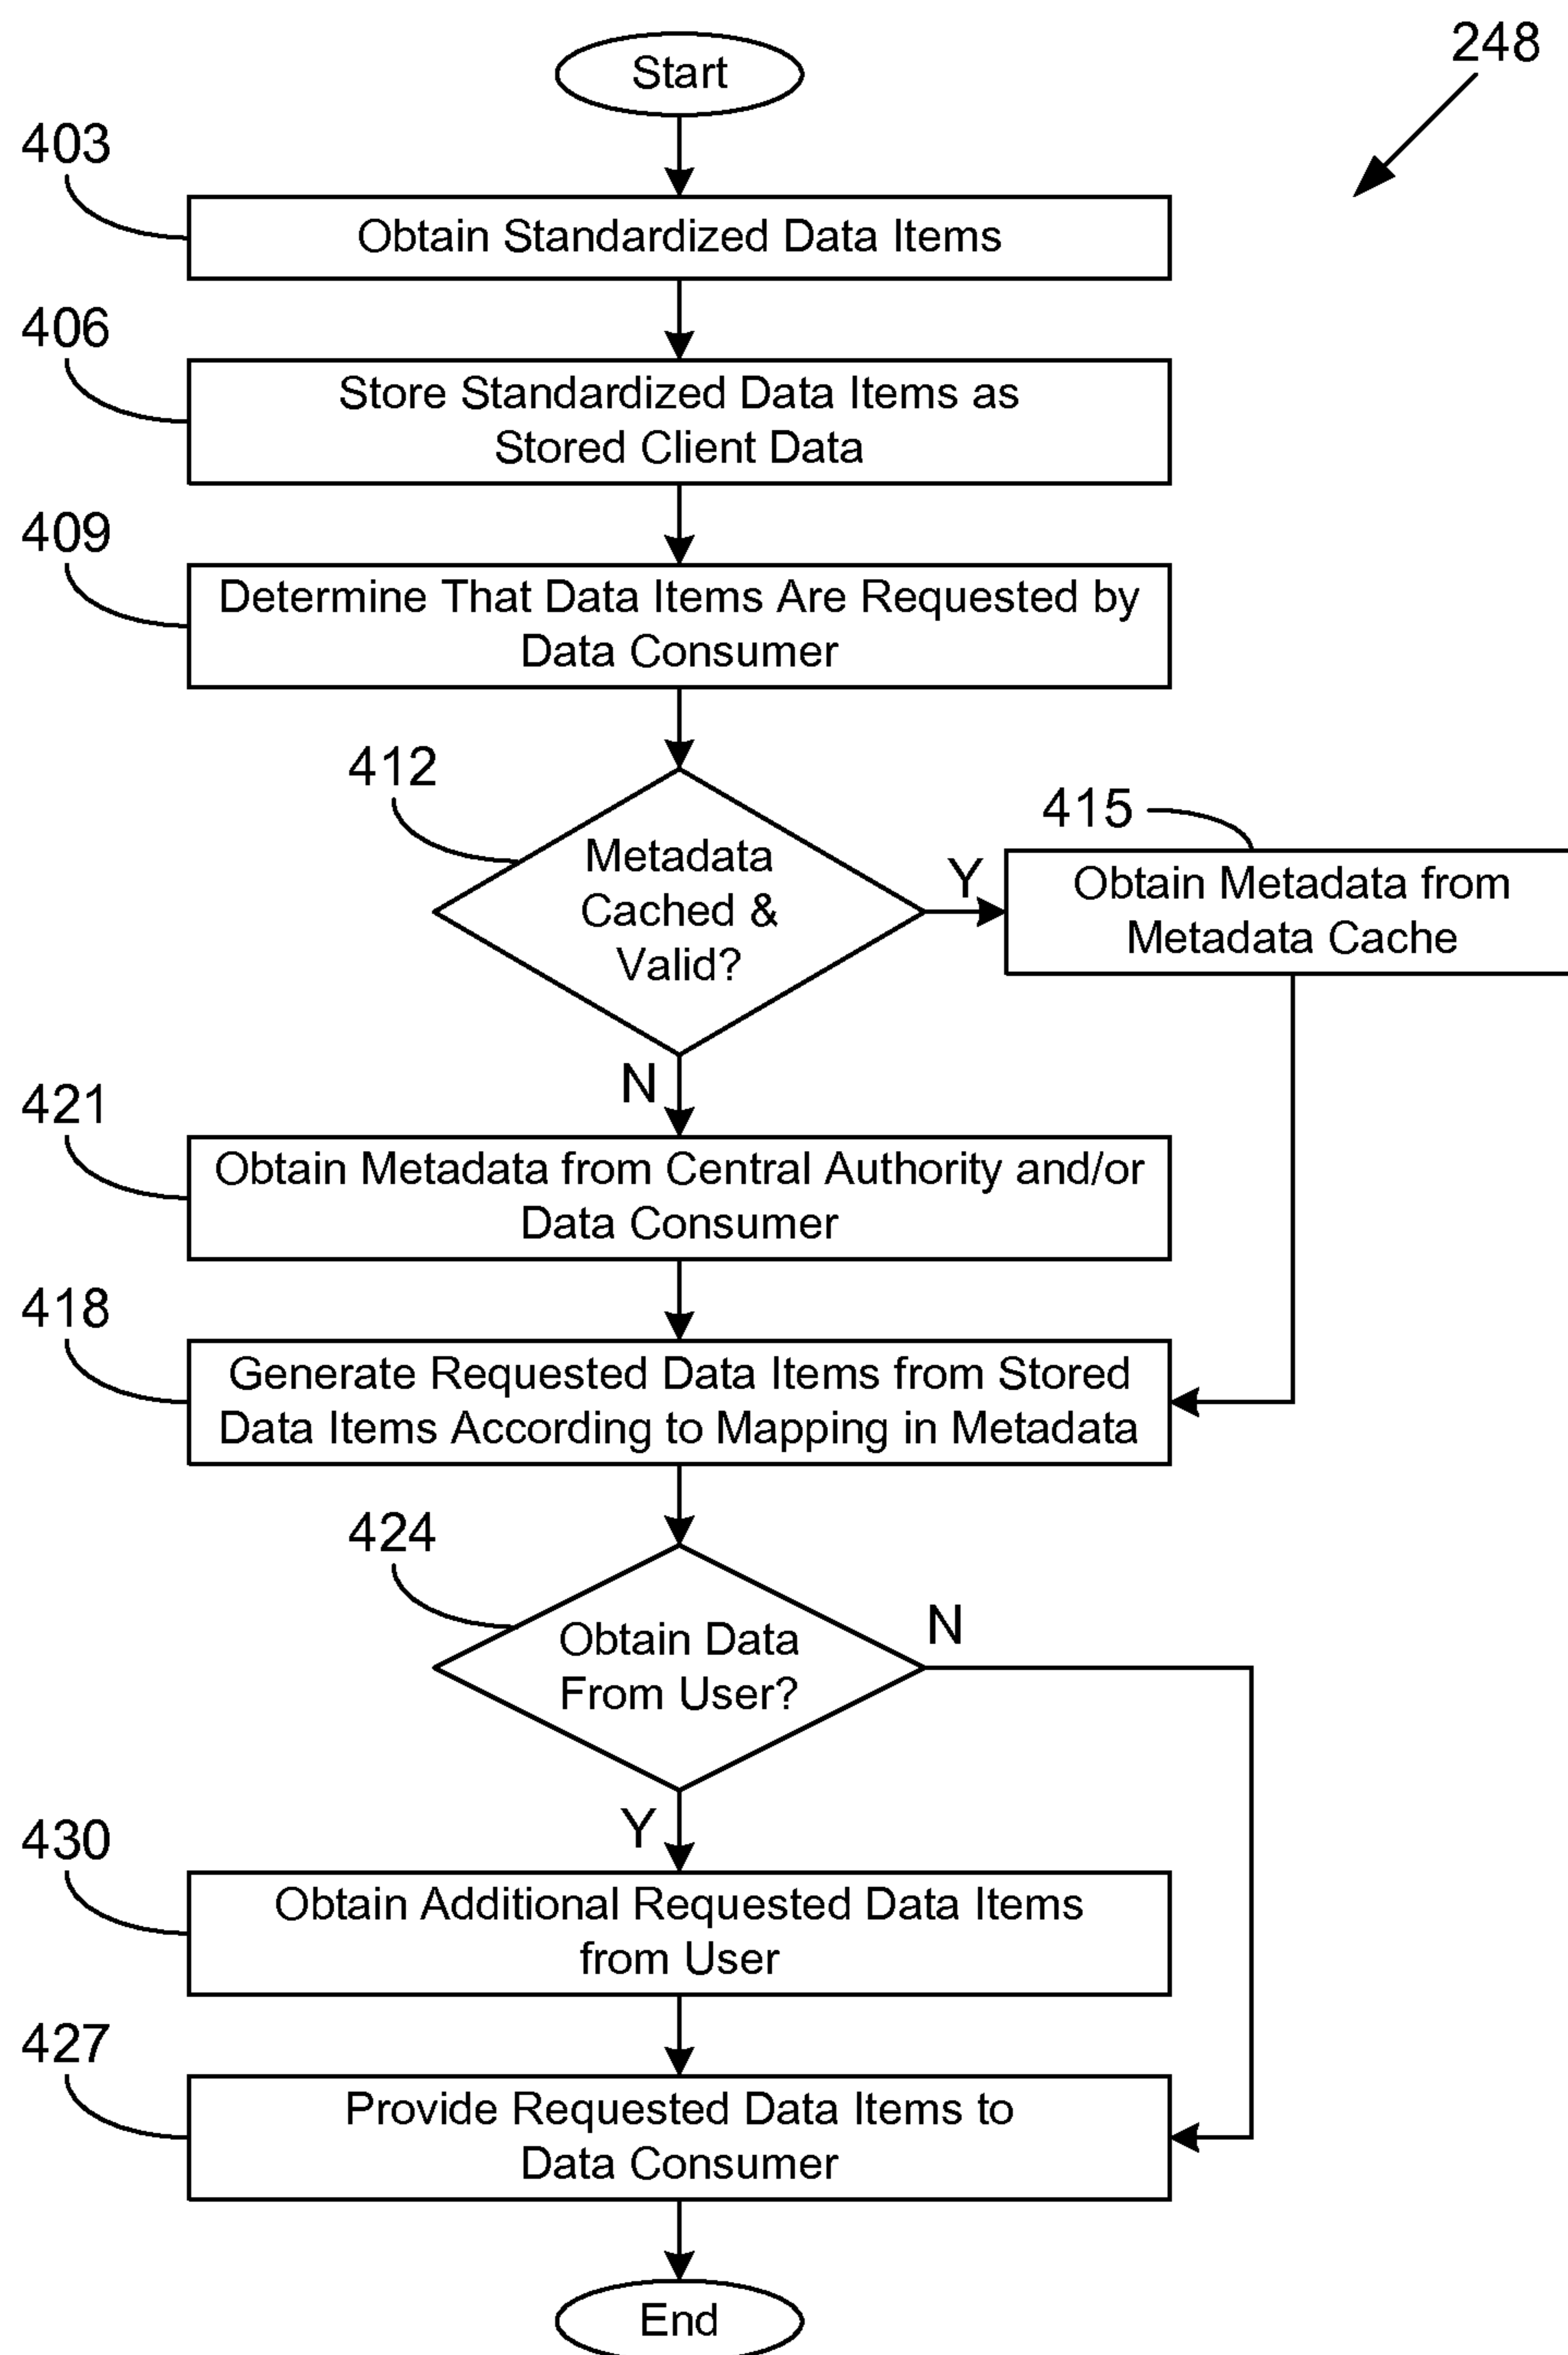 248
Start
403
Obtain Standardized Data Items
406
Store Standardized Data Items as
Stored Client Data
409
Determine That Data Items Are Requested by
Data Consumer
412
Metadata
Cached &
Valid?
Y
415
Obtain Metadata from
Metadata Cache
N
421
Obtain Metadata from Central Authority and/or
Data Consumer
418
Generate Requested Data Items from Stored
Data Items According to Mapping in Metadata
424
Obtain Data
From User?
N
Y
430
Obtain Additional Requested Data Items
from User
427
Provide Requested Data Items to
Data Consumer
End